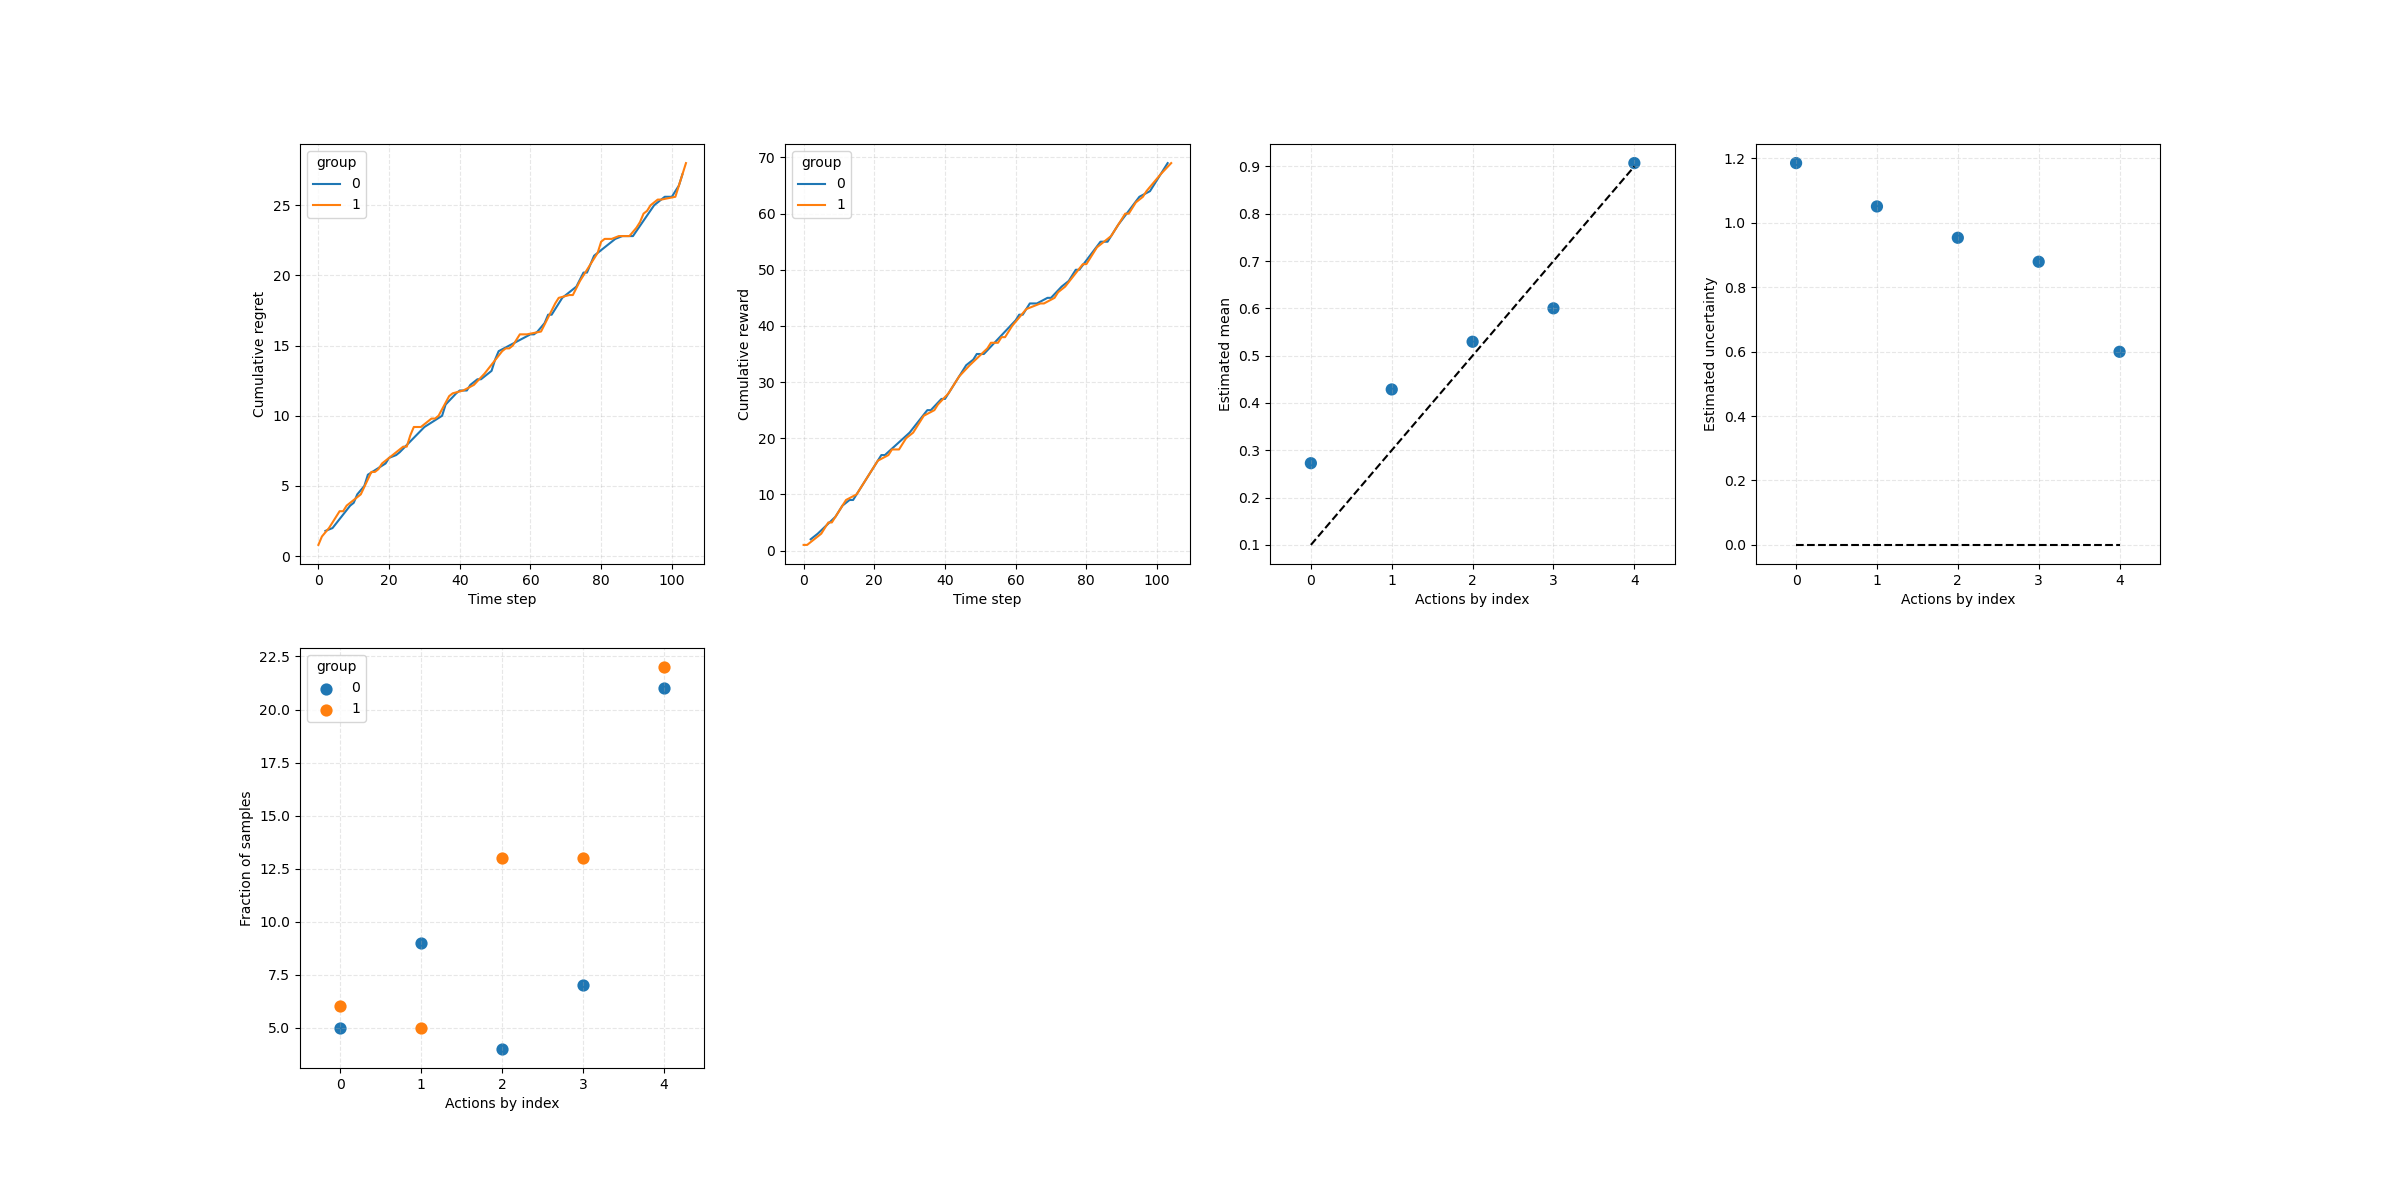 group
0
1
25
20
15
10
5
0
Cumulative regret
0 20 40 60 80 100
Time step
group
0
1
70
60
50
40
30
20
10
0
Cumulative reward
0 20 40 60 80 100
Time step
0.9
0.8
0.7
0.6
0.5
0.4
0.3
0.2
0.1
Estimated mean
0 1 2 3 4
Actions by index
1.2
1.0
0.8
0.6
0.4
0.2
0.0
Estimated uncertainty
0 1 2 3 4
Actions by index
group
0
1
22.5
20.0
17.5
15.0
12.5
10.0
7.5
5.0
Fraction of samples
0 1 2 3 4
Actions by index